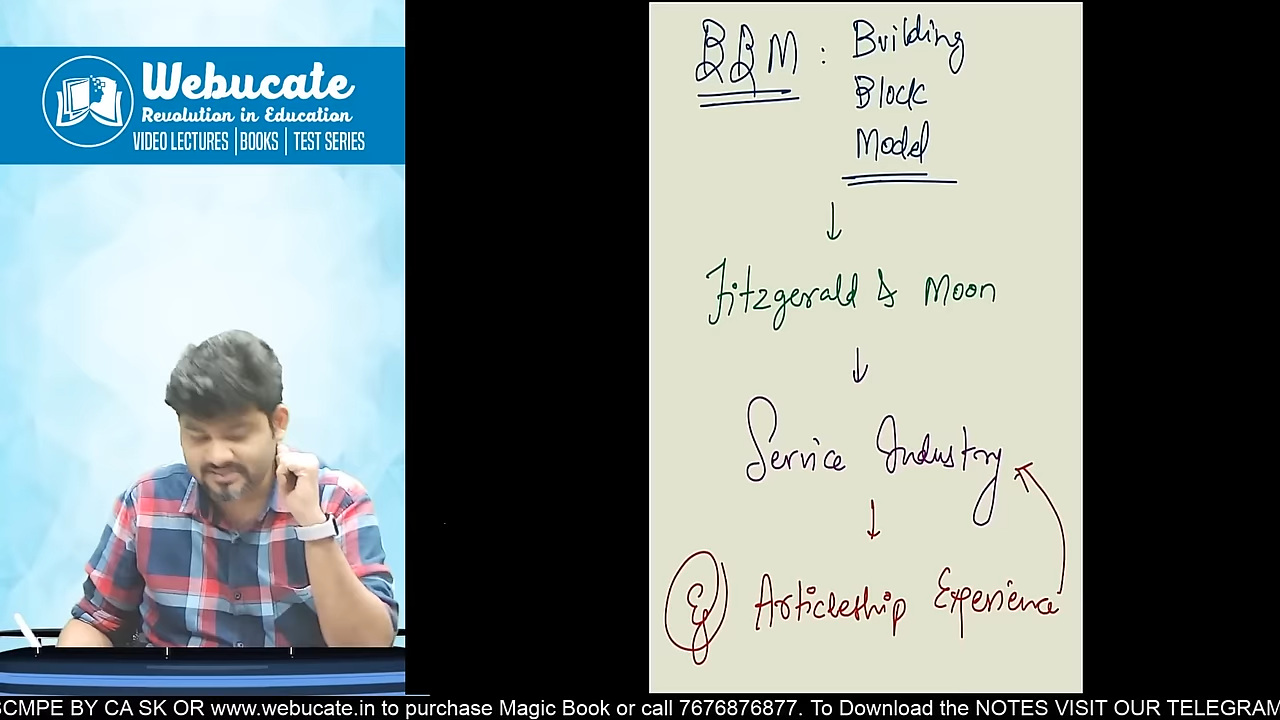 Webucate
Revolution in Education
VIDEO LECTURES | BOOKS | TEST SERIES
BBM : Building
Block
Model
↓
Fitzgerald & Moon
↓
Service Industry
↓
Eg Articleship Experience
SCMPE BY CA SK OR www.webucate.in to purchase Magic Book or call 7676876877. To Download the NOTES VISIT OUR TELEGRAM